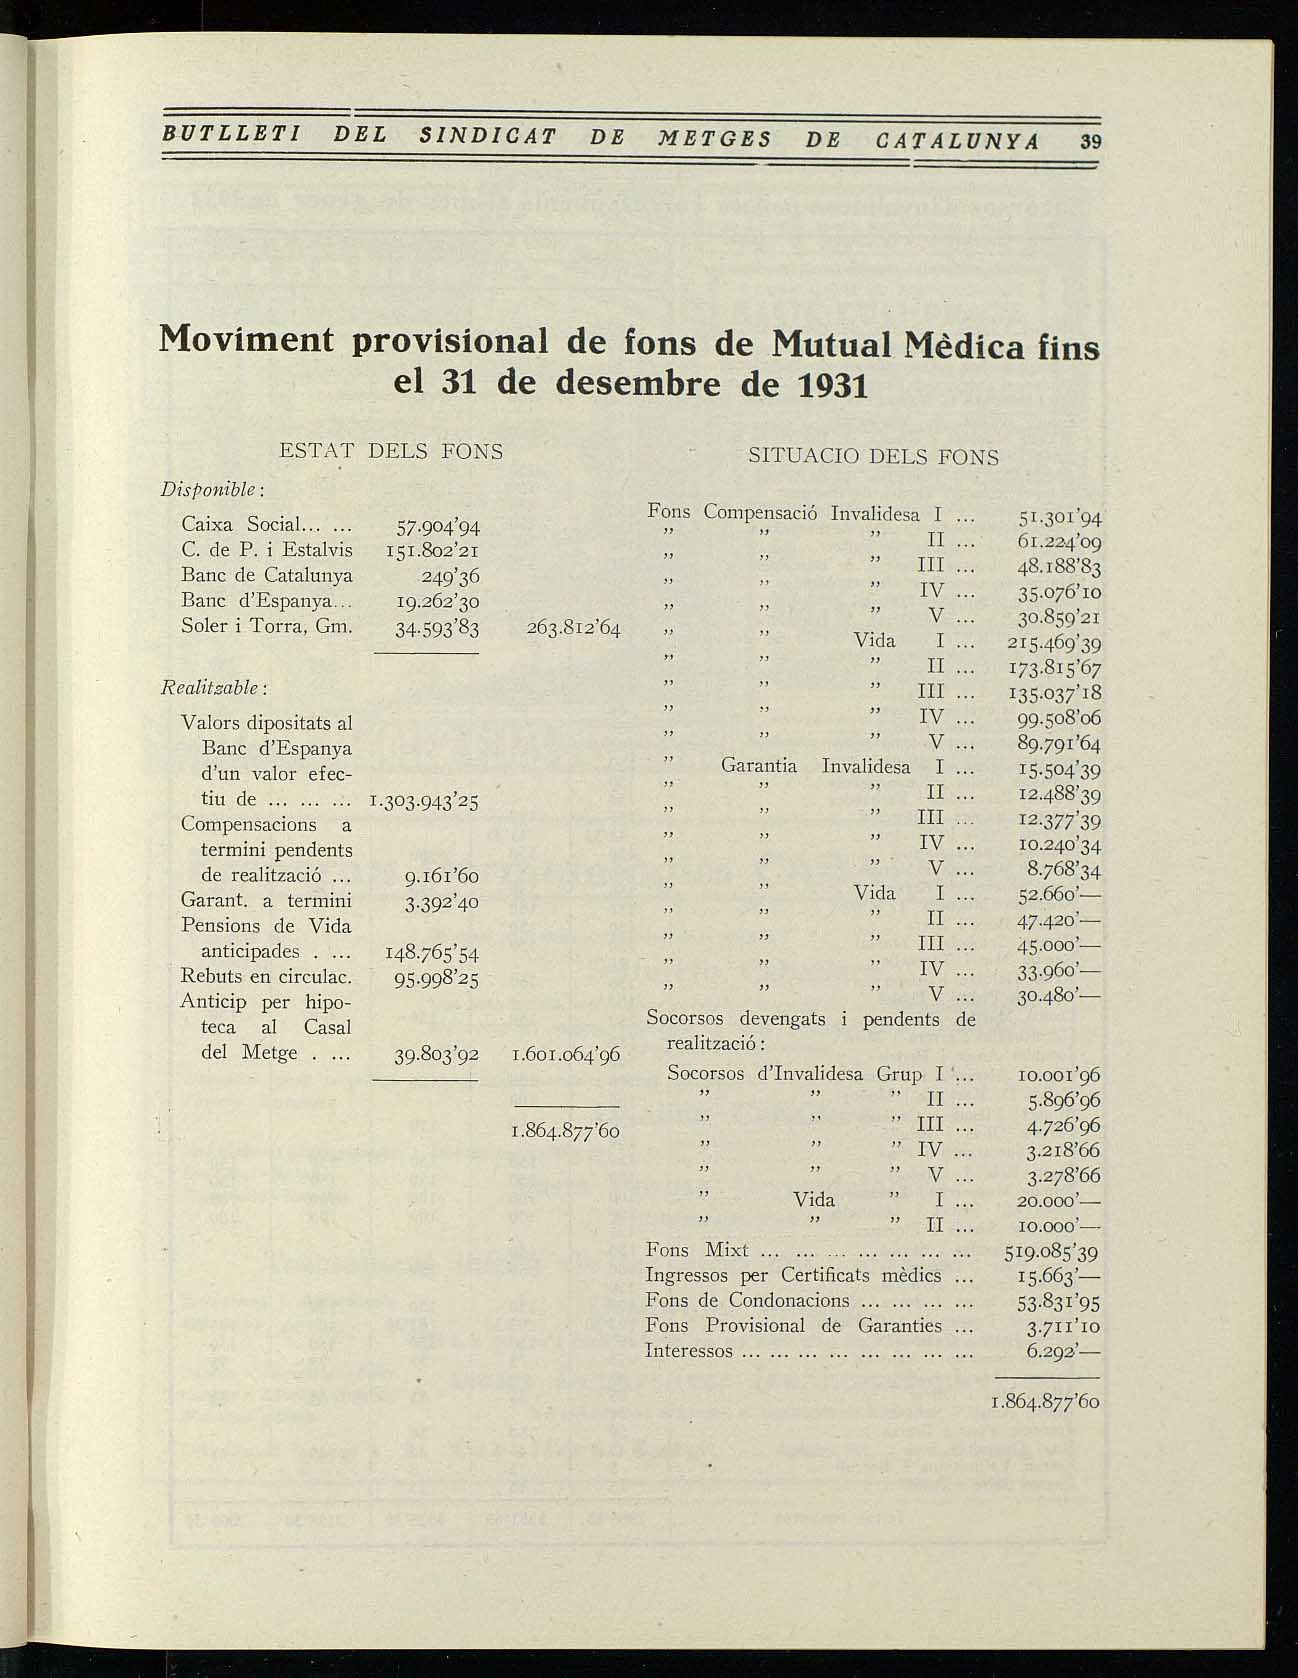 BUTLLETI DEL SINDICAT DE METGES DE CATALUNYA 39
Moviment provisional de fons de Mutual Mèdica fins
el 31 de desembre de 1931
ESTAT DELS FONS
Disponible:
Caixa Social... ... 57.904’94
C. de P. i Estalvis 151.802’21
Banc de Catalunya 249’36
Banc d’Espanya... 19.262’30
Soler i Torra, Gm. 34.593’83 263.812’64
Realitzable:
Valors dipositats al
Banc d’Espanya
d’un valor efec-
tiu de ... ... ... 1.303.943’25
Compensacions a
termini pendents
de realització ... 9.161’60
Garant. a termini 3.392’40
Pensions de Vida
anticipades . ... 148.765’54
Rebuts en circulac. 95.998’25
Anticip per hipo-
teca al Casal
del Metge . ... 39.803’92 1.601.064’96
1.864.877’60
SITUACIO DELS FONS
Fons Compensació Invalidesa I ... 51.301’94
” ” ” II ... 61.224’09
” ” ” III ... 48.188’83
” ” ” IV ... 35.076’10
” ” ” V ... 30.859’21
” ” Vida I ... 215.469’39
” ” ” II ... 173.815’67
” ” ” III ... 135.037’18
” ” ” IV ... 99.508’06
” ” ” V ... 89.791’64
” Garantia Invalidesa I ... 15.504’39
” ” ” II ... 12.488’39
” ” ” III ... 12.377’39
” ” ” IV ... 10.240’34
” ” ” V ... 8.768’34
” ” Vida I ... 52.660’—
” ” ” II ... 47.420’—
” ” ” III ... 45.000’—
” ” ” IV ... 33.960’—
” ” ” V ... 30.480’—
Socorsos devengats i pendents de
realització:
Socorsos d’Invalidesa Grup I ... 10.001’96
” ” ” II ... 5.896’96
” ” ” III ... 4.726’96
” ” ” IV ... 3.218’66
” ” ” V ... 3.278’66
” Vida ” I ... 20.000’—
” ” ” II ... 10.000’—
Fons Mixt ... ... ... ... ... ... ... 519.085’39
Ingressos per Certificats mèdics ... 15.663’—
Fons de Condonacions ... ... ... ... 53.831’95
Fons Provisional de Garanties ... 3.711’10
Interessos ... ... ... ... ... ... ... ... 6.292’—
1.864.877’60